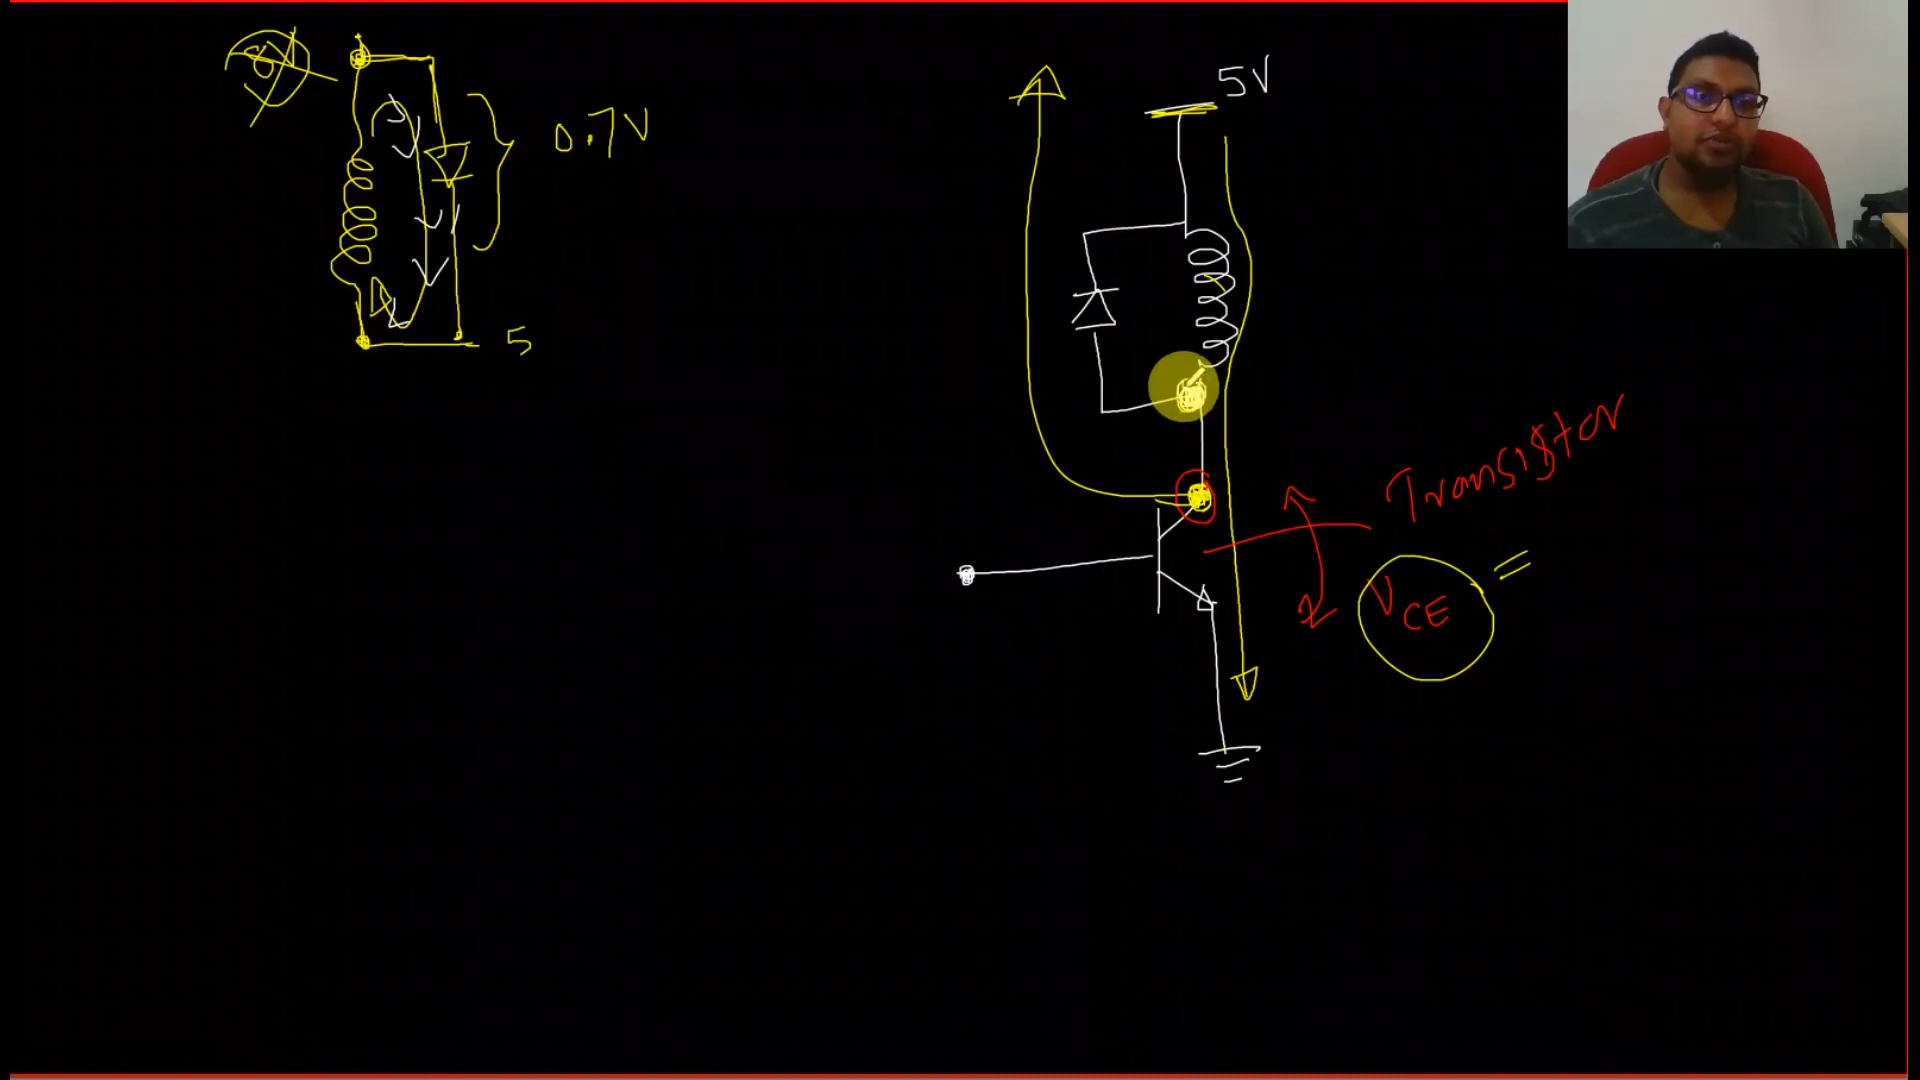 0.7V
5
5V
Transistor
VCE =